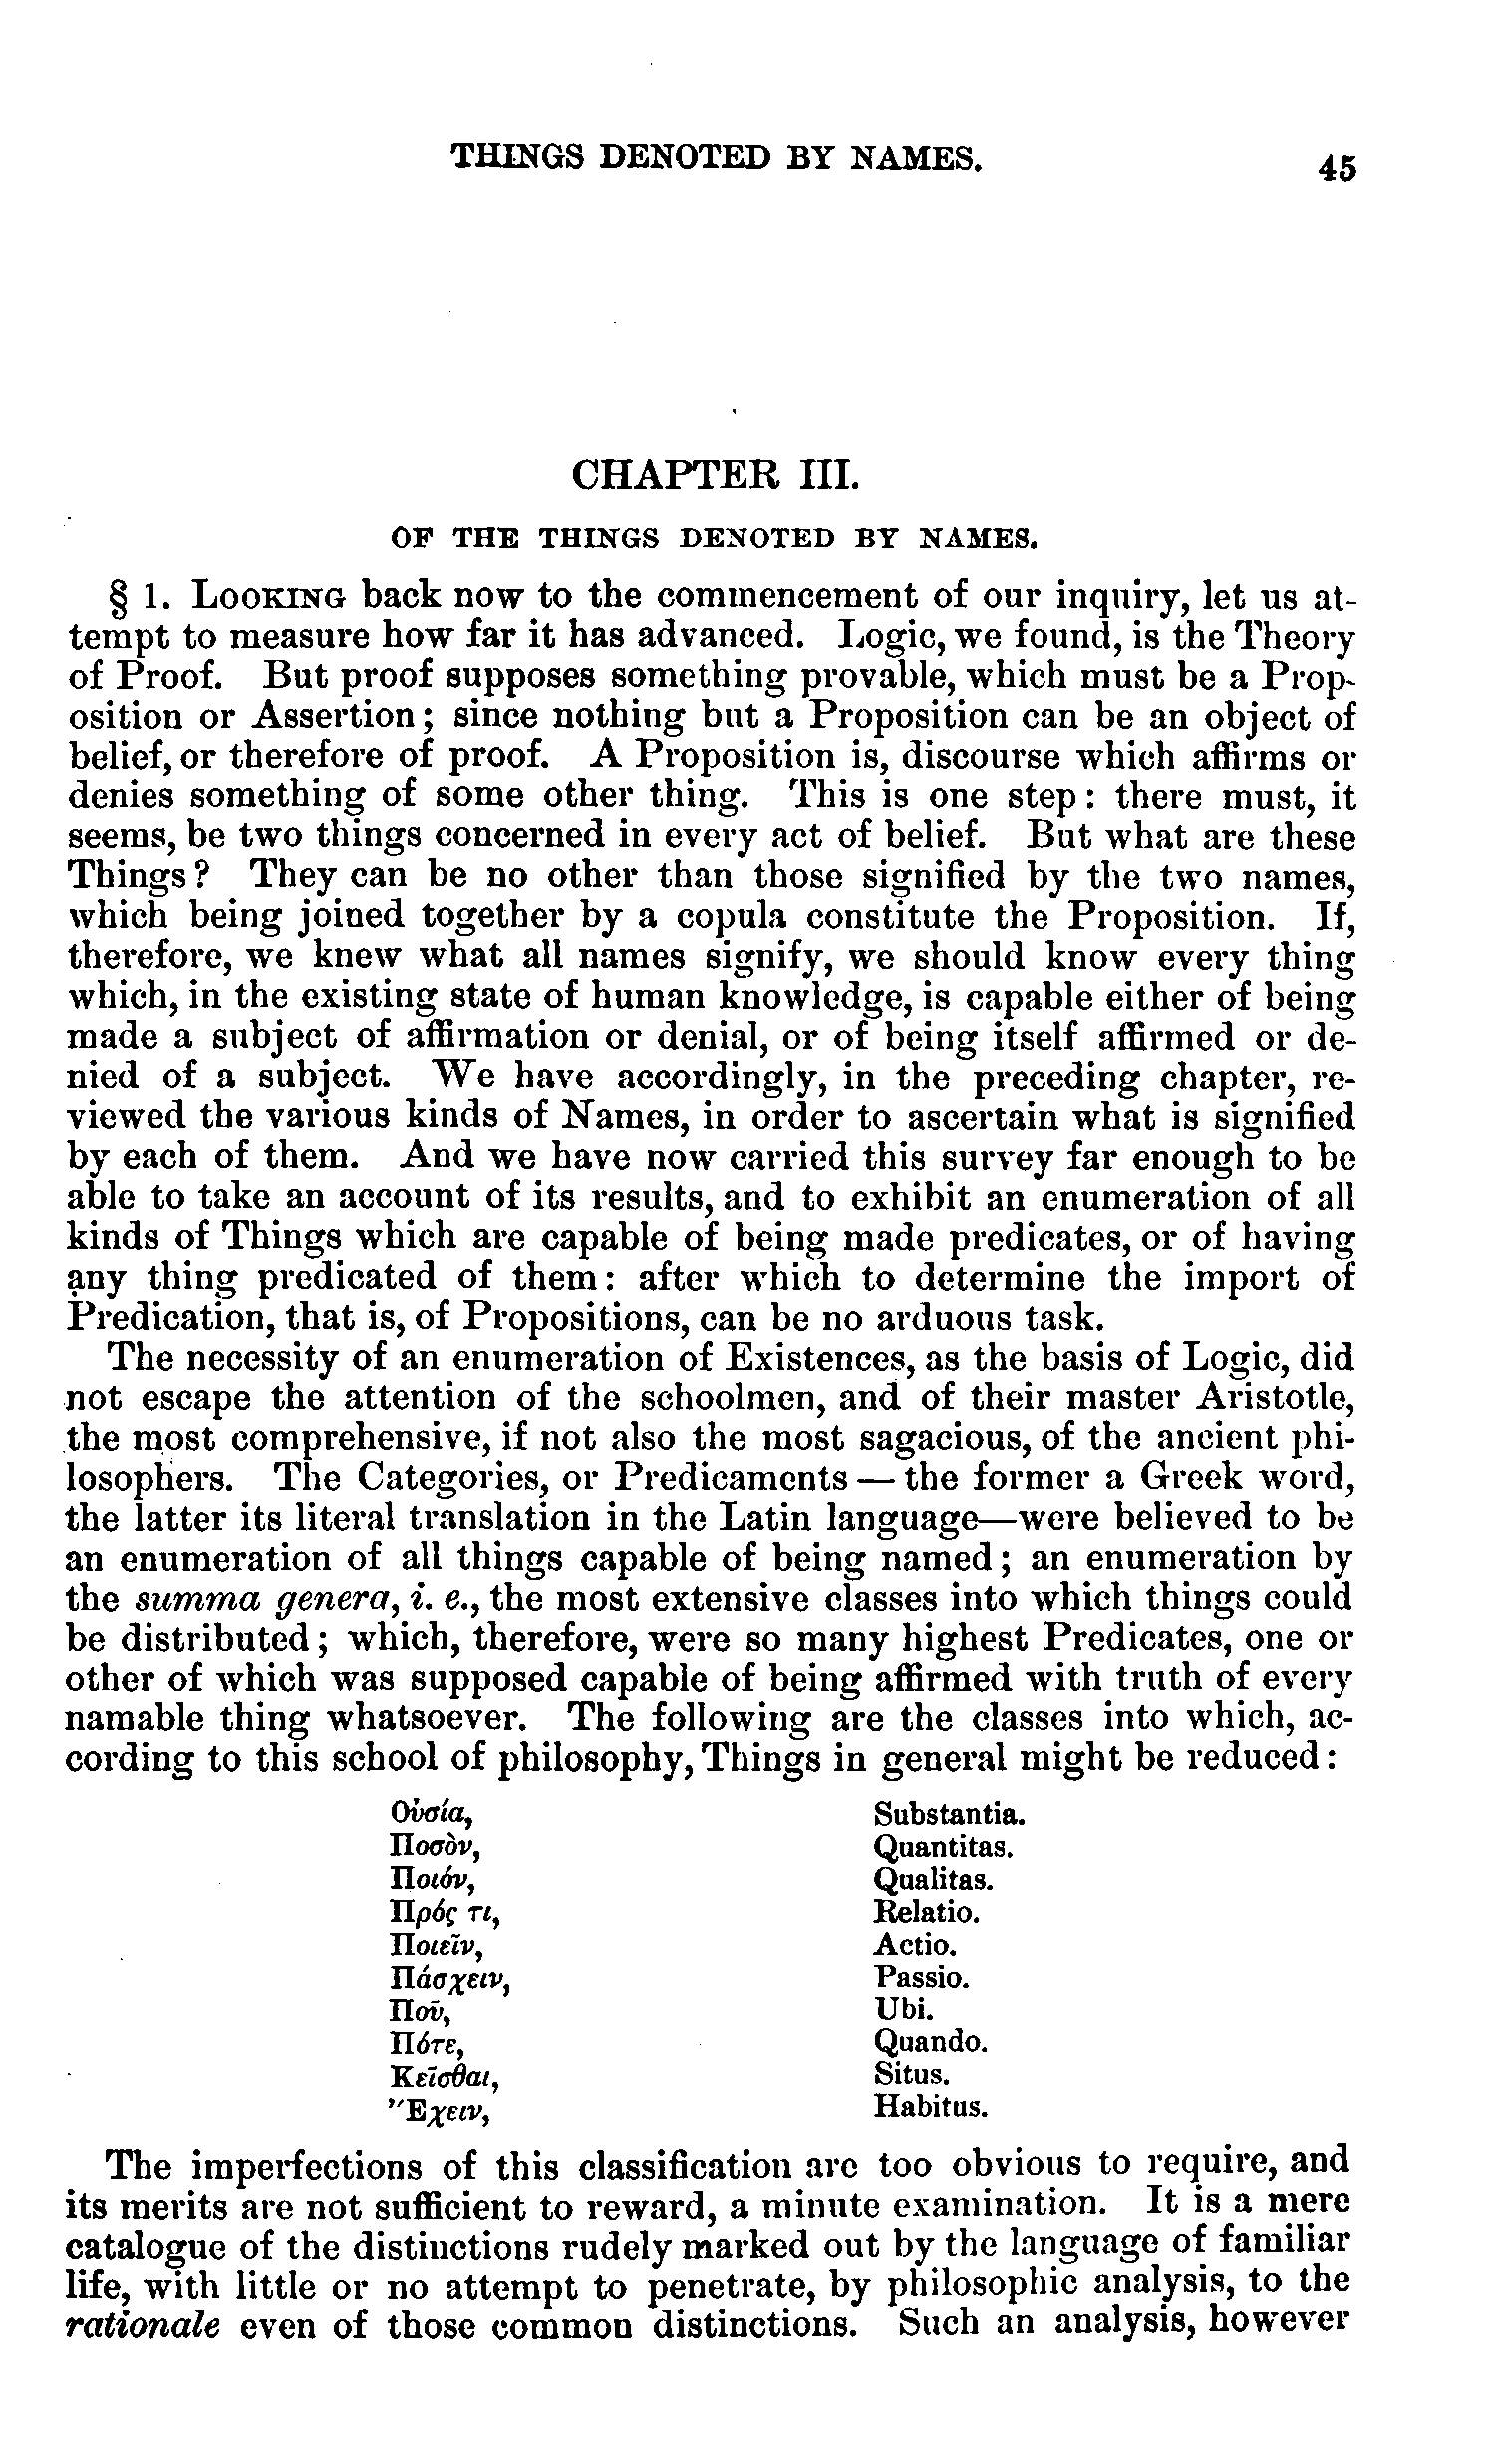 THINGS DENOTED BY NAMES. 45
CHAPTER III.
OF THE THINGS DENOTED BY NAMES.
§ 1. LOOKING back now to the commencement of our inquiry, let us at-
tempt to measure how far it has advanced. Logic, we found, is the Theory
of Proof. But proof supposes something provable, which must be a Prop-
osition or Assertion; since nothing but a Proposition can be an object of
belief, or therefore of proof. A Proposition is, discourse which affirms or
denies something of some other thing. This is one step: there must, it
seems, be two things concerned in every act of belief. But what are these
Things? They can be no other than those signified by the two names,
which being joined together by a copula constitute the Proposition. If,
therefore, we knew what all names signify, we should know every thing
which, in the existing state of human knowledge, is capable either of being
made a subject of affirmation or denial, or of being itself affirmed or de-
nied of a subject. We have accordingly, in the preceding chapter, re-
viewed the various kinds of Names, in order to ascertain what is signified
by each of them. And we have now carried this survey far enough to be
able to take an account of its results, and to exhibit an enumeration of all
kinds of Things which are capable of being made predicates, or of having
any thing predicated of them: after which to determine the import of
Predication, that is, of Propositions, can be no arduous task.
The necessity of an enumeration of Existences, as the basis of Logic, did
not escape the attention of the schoolmen, and of their master Aristotle,
the most comprehensive, if not also the most sagacious, of the ancient phi-
losophers. The Categories, or Predicaments — the former a Greek word,
the latter its literal translation in the Latin language—were believed to be
an enumeration of all things capable of being named; an enumeration by
the summa genera, i. e., the most extensive classes into which things could
be distributed; which, therefore, were so many highest Predicates, one or
other of which was supposed capable of being affirmed with truth of every
namable thing whatsoever. The following are the classes into which, ac-
cording to this school of philosophy, Things in general might be reduced:
Οὐσία, Substantia.
Ποσὸν, Quantitas.
Ποιόν, Qualitas.
Πρός τι, Relatio.
Ποιεῖν, Actio.
Πάσχειν, Passio.
Ποῦ, Ubi.
Πότε, Quando.
Κεῖσθαι, Situs.
Ἔχειν, Habitus.
The imperfections of this classification are too obvious to require, and
its merits are not sufficient to reward, a minute examination. It is a mere
catalogue of the distinctions rudely marked out by the language of familiar
life, with little or no attempt to penetrate, by philosophic analysis, to the
rationale even of those common distinctions. Such an analysis, however